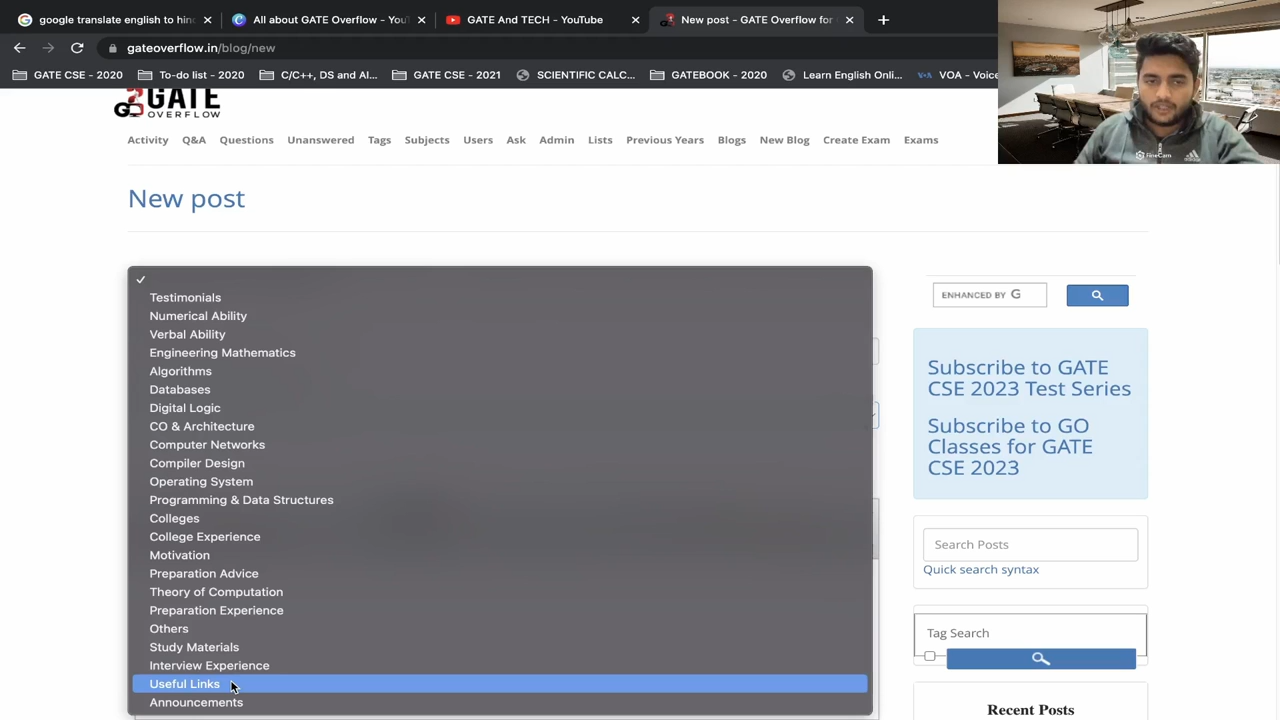 google translate english to hin
All about GATE Overflow - You
GATE And TECH - YouTube
New post - GATE Overflow for
gateoverflow.in/blog/new
GATE CSE - 2020
To-do list - 2020
C/C++, DS and Al...
GATE CSE - 2021
SCIENTIFIC CALC...
GATEBOOK - 2020
Learn English Onli...
VOA - Voice
GATE
OVERFLOW
Activity
Q&A
Questions
Unanswered
Tags
Subjects
Users
Ask
Admin
Lists
Previous Years
Blogs
New Blog
Create Exam
Exams
FineCam
New post
Testimonials
Numerical Ability
Verbal Ability
Engineering Mathematics
Algorithms
Databases
Digital Logic
CO & Architecture
Computer Networks
Compiler Design
Operating System
Programming & Data Structures
Colleges
College Experience
Motivation
Preparation Advice
Theory of Computation
Preparation Experience
Others
Study Materials
Interview Experience
Useful Links
Announcements
ENHANCED BY G
Subscribe to GATE
CSE 2023 Test Series
Subscribe to GO
Classes for GATE
CSE 2023
Search Posts
Quick search syntax
Tag Search
Recent Posts